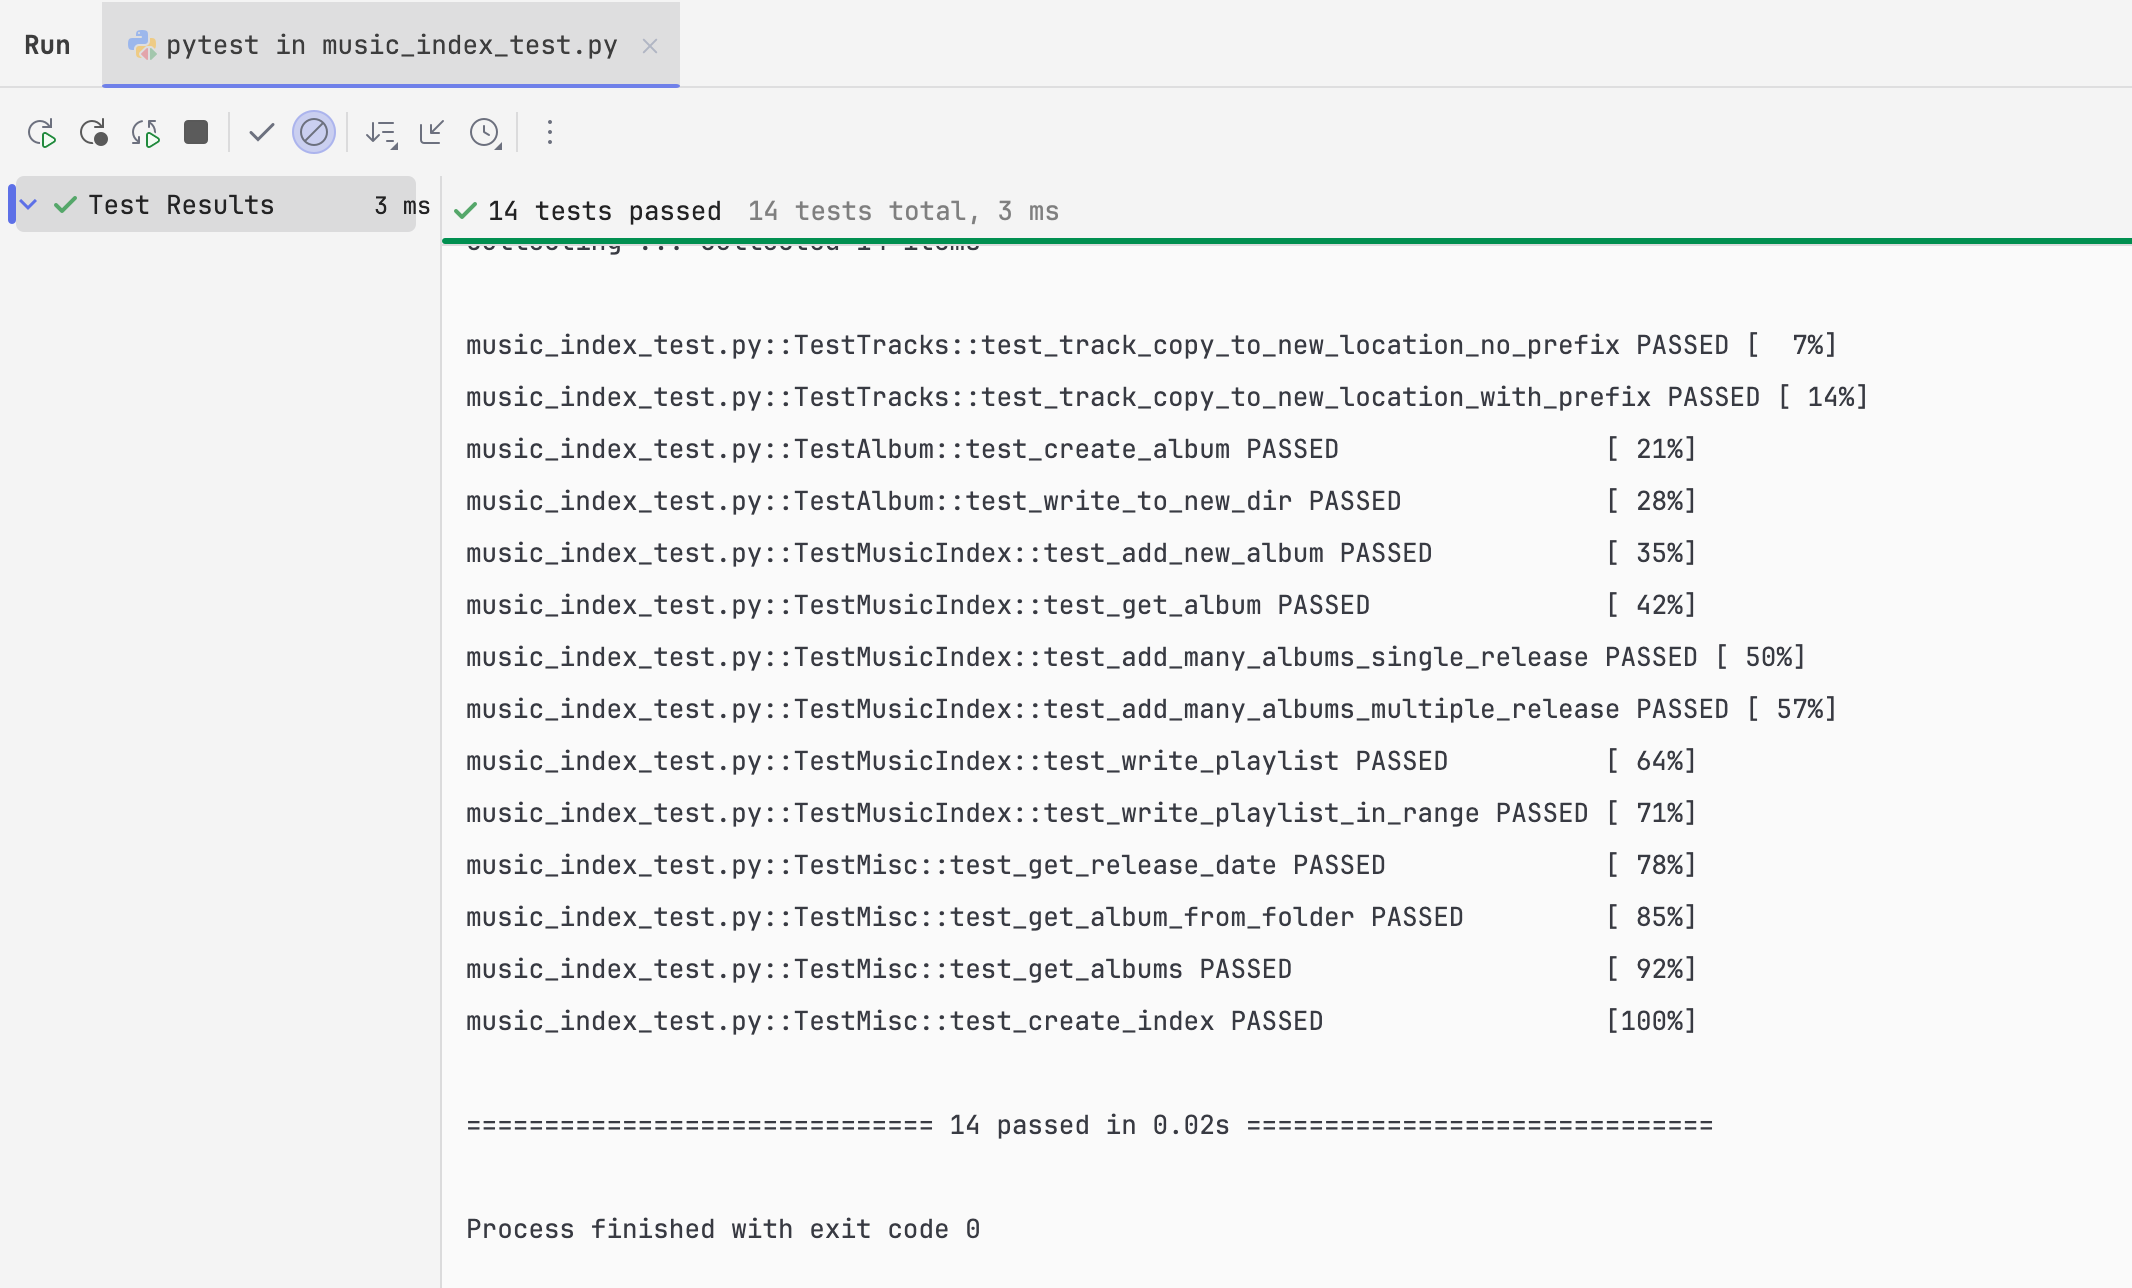 Run pytest in music_index_test.py
Test Results 3 ms
14 tests passed 14 tests total, 3 ms
collecting ... collected 14 items
music_index_test.py::TestTracks::test_track_copy_to_new_location_no_prefix PASSED [  7%]
music_index_test.py::TestTracks::test_track_copy_to_new_location_with_prefix PASSED [ 14%]
music_index_test.py::TestAlbum::test_create_album PASSED [ 21%]
music_index_test.py::TestAlbum::test_write_to_new_dir PASSED [ 28%]
music_index_test.py::TestMusicIndex::test_add_new_album PASSED [ 35%]
music_index_test.py::TestMusicIndex::test_get_album PASSED [ 42%]
music_index_test.py::TestMusicIndex::test_add_many_albums_single_release PASSED [ 50%]
music_index_test.py::TestMusicIndex::test_add_many_albums_multiple_release PASSED [ 57%]
music_index_test.py::TestMusicIndex::test_write_playlist PASSED [ 64%]
music_index_test.py::TestMusicIndex::test_write_playlist_in_range PASSED [ 71%]
music_index_test.py::TestMisc::test_get_release_date PASSED [ 78%]
music_index_test.py::TestMisc::test_get_album_from_folder PASSED [ 85%]
music_index_test.py::TestMisc::test_get_albums PASSED [ 92%]
music_index_test.py::TestMisc::test_create_index PASSED [100%]
============================== 14 passed in 0.02s ==============================
Process finished with exit code 0